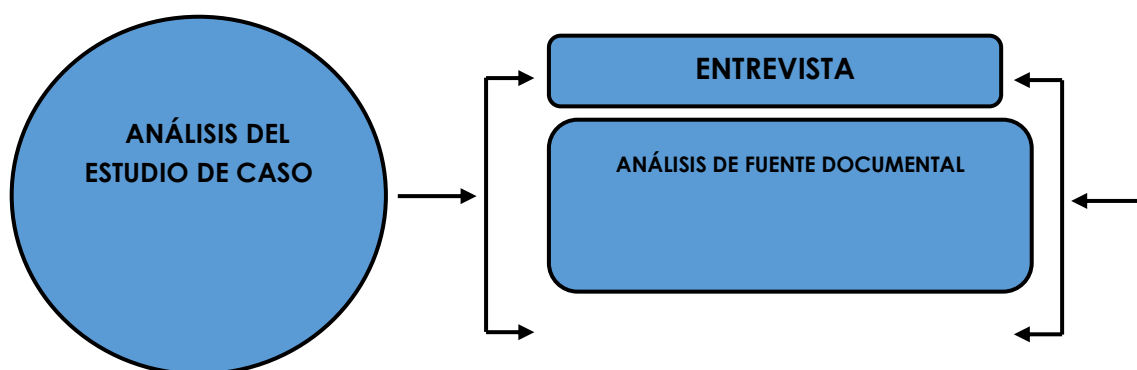 ANÁLISIS DEL
ESTUDIO DE CASO
ENTREVISTA
ANÁLISIS DE FUENTE DOCUMENTAL